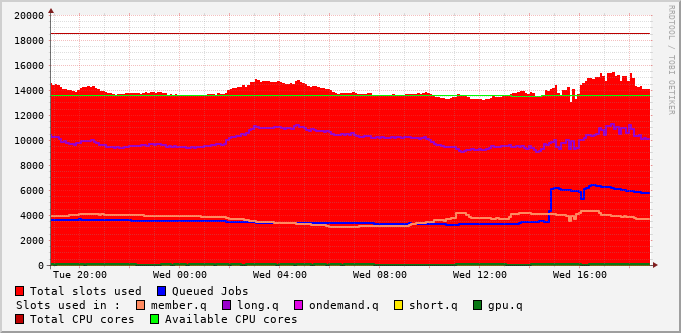 RRDTOOL / TOBI OETIKER
20000
18000
16000
14000
12000
10000
8000
6000
4000
2000
0
Tue 20:00 Wed 00:00 Wed 04:00 Wed 08:00 Wed 12:00 Wed 16:00
Total slots used Queued Jobs
Slots used in : member.q long.q ondemand.q short.q gpu.q
Total CPU cores Available CPU cores